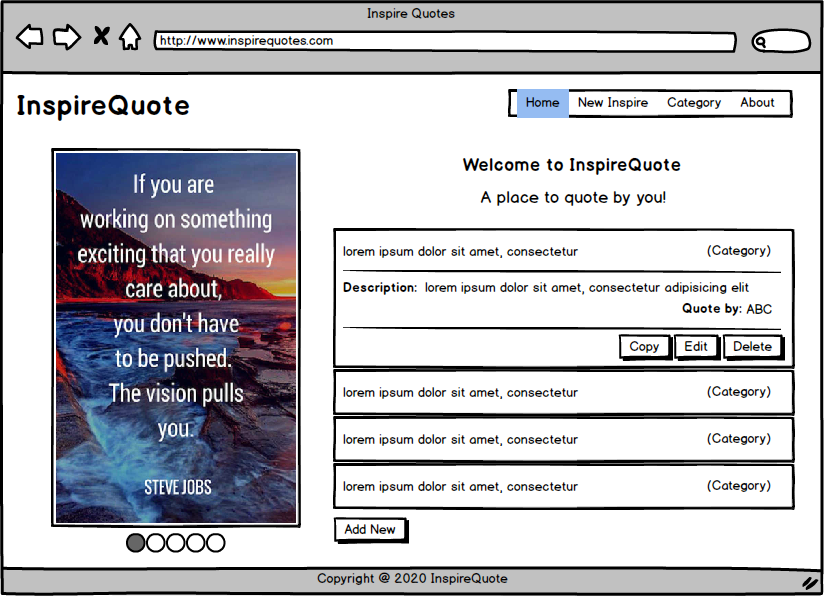 Inspire Quotes
http://www.inspirequotes.com
InspireQuote
Home New Inspire Category About
If you are
working on something
exciting that you really
care about,
you don't have
to be pushed.
The vision pulls
you.
STEVE JOBS
Welcome to InspireQuote
A place to quote by you!
lorem ipsum dolor sit amet, consectetur (Category)
Description: lorem ipsum dolor sit amet, consectetur adipisicing elit
Quote by: ABC
Copy Edit Delete
lorem ipsum dolor sit amet, consectetur (Category)
lorem ipsum dolor sit amet, consectetur (Category)
lorem ipsum dolor sit amet, consectetur (Category)
Add New
Copyright @ 2020 InspireQuote